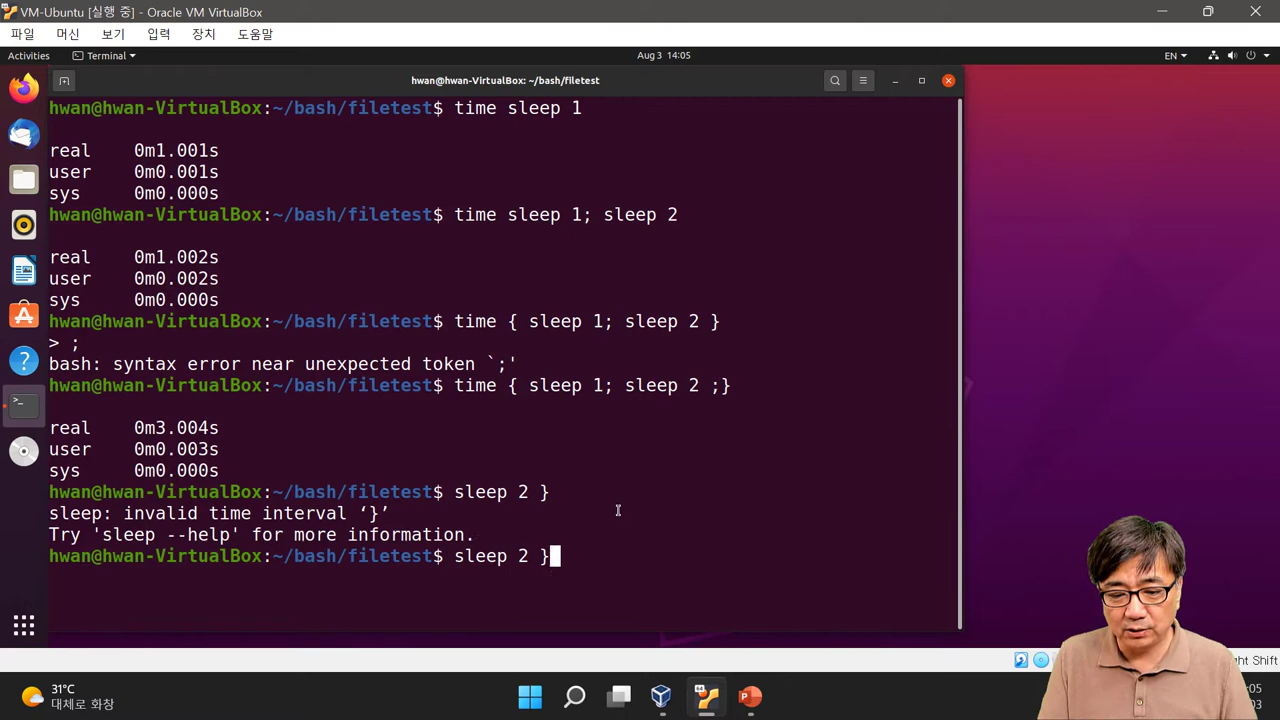 VM-Ubuntu [실행 중] - Oracle VM VirtualBox
파일 머신 보기 입력 장치 도움말
Activities Terminal Aug 3 14:05 EN
hwan@hwan-VirtualBox: ~/bash/filetest
hwan@hwan-VirtualBox:~/bash/filetest$ time sleep 1
real 0m1.001s
user 0m0.001s
sys 0m0.000s
hwan@hwan-VirtualBox:~/bash/filetest$ time sleep 1; sleep 2
real 0m1.002s
user 0m0.002s
sys 0m0.000s
hwan@hwan-VirtualBox:~/bash/filetest$ time { sleep 1; sleep 2 }
> ;
bash: syntax error near unexpected token `;'
hwan@hwan-VirtualBox:~/bash/filetest$ time { sleep 1; sleep 2 ;}
real 0m3.004s
user 0m0.003s
sys 0m0.000s
hwan@hwan-VirtualBox:~/bash/filetest$ sleep 2 }
sleep: invalid time interval ‘}’
Try 'sleep --help' for more information.
hwan@hwan-VirtualBox:~/bash/filetest$ sleep 2 }
Shift
31°C
대체로 화창